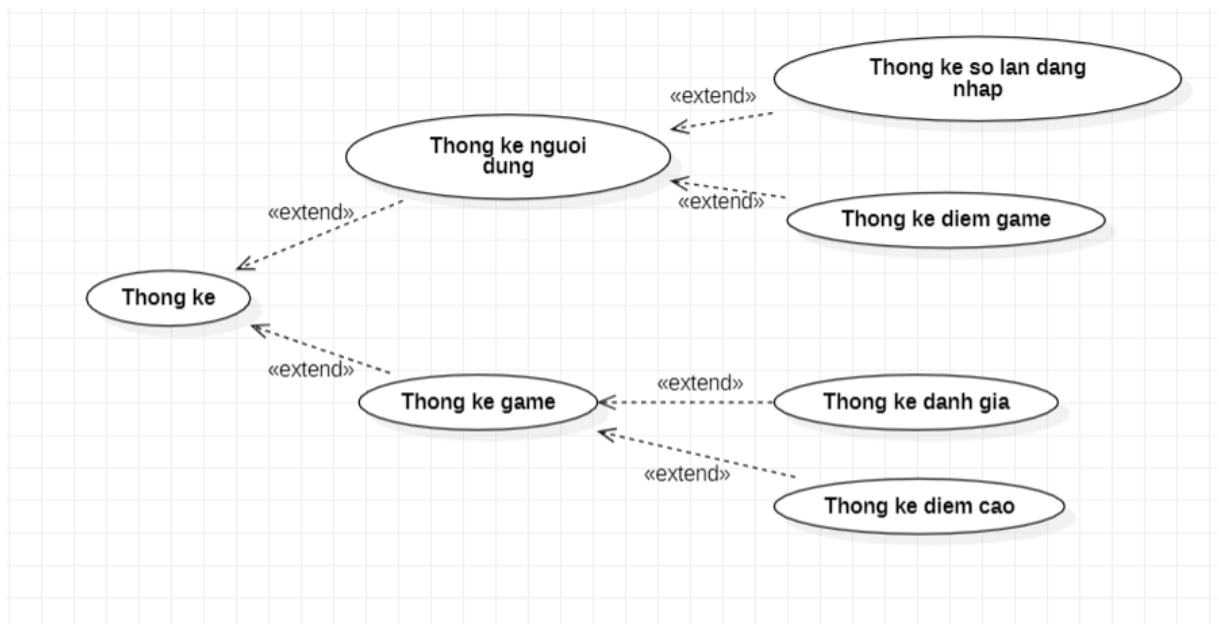 Thong ke so lan dang
nhap
«extend»
Thong ke nguoi
dung
«extend»
Thong ke diem game
«extend»
Thong ke
«extend»
Thong ke game
«extend»
Thong ke danh gia
«extend»
Thong ke diem cao